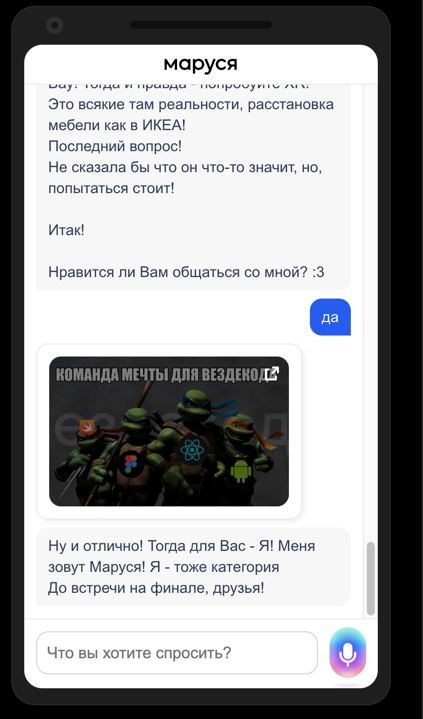 маруся
Вау! Тогда и правда - попробуйте XR!
Это всякие там реальности, расстановка
мебели как в ИКЕА!
Последний вопрос!
Не сказала бы что он что-то значит, но,
попытаться стоит!
Итак!
Нравится ли Вам общаться со мной? :3
да
КОМАНДА МЕЧТЫ ДЛЯ ВЕЗДЕКОДА
Ну и отлично! Тогда для Вас - Я! Меня
зовут Маруся! Я - тоже категория
До встречи на финале, друзья!
Что вы хотите спросить?